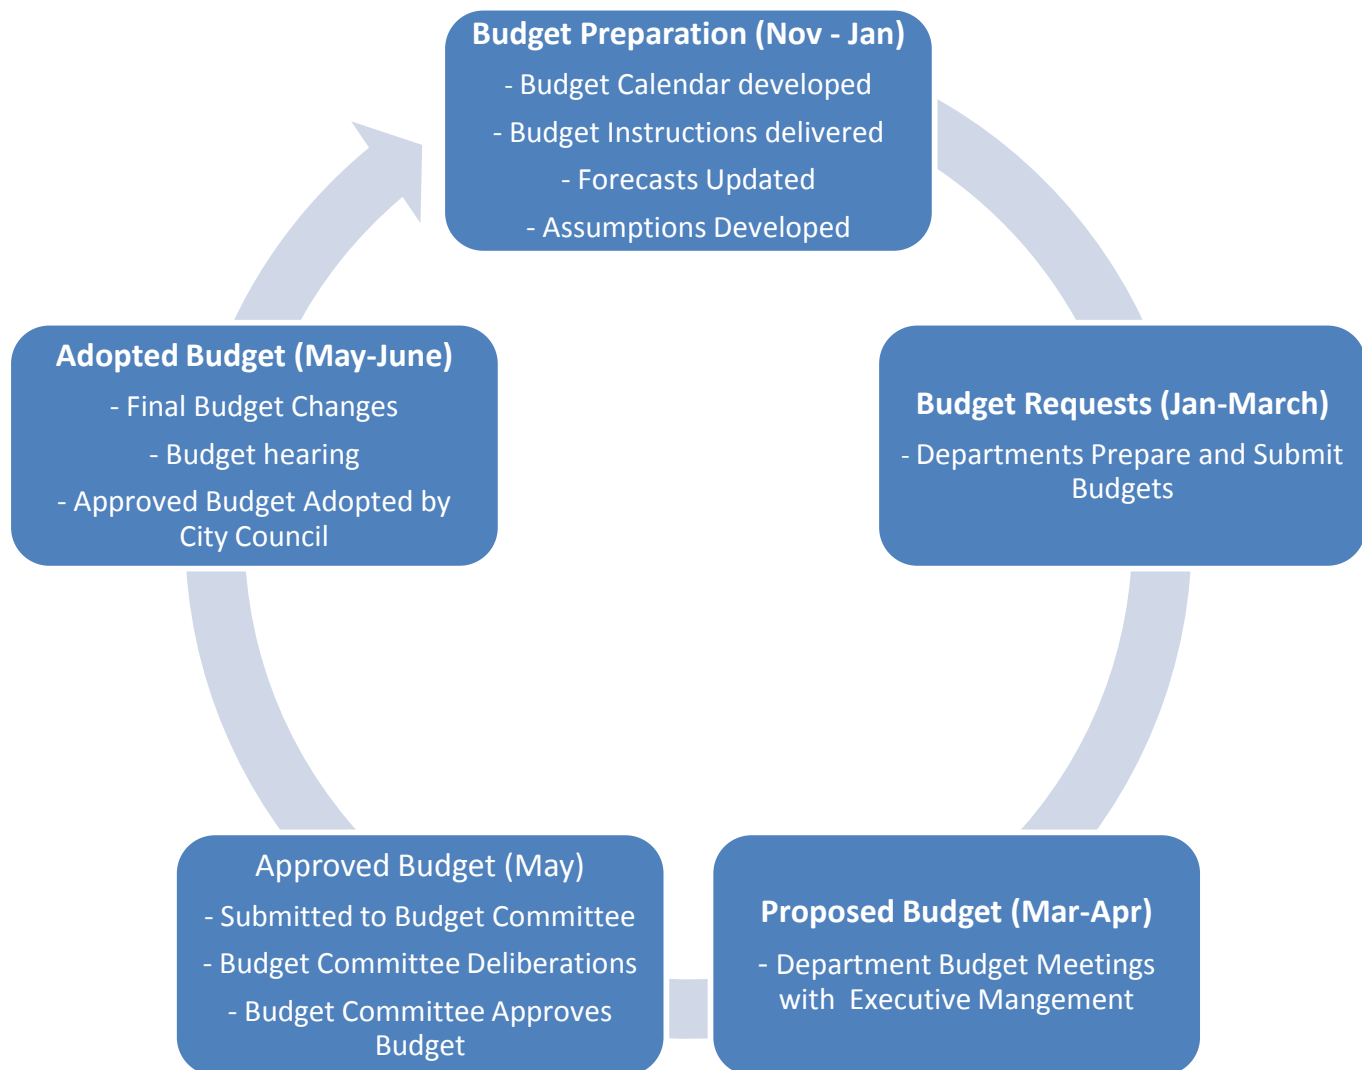 Budget Preparation (Nov - Jan)
- Budget Calendar developed
- Budget Instructions delivered
- Forecasts Updated
- Assumptions Developed
Budget Requests (Jan-March)
- Departments Prepare and Submit
Budgets
Proposed Budget (Mar-Apr)
- Department Budget Meetings
with  Executive Mangement
Approved Budget (May)
- Submitted to Budget Committee
- Budget Committee Deliberations
- Budget Committee Approves
Budget
Adopted Budget (May-June)
- Final Budget Changes
- Budget hearing
- Approved Budget Adopted by
City Council